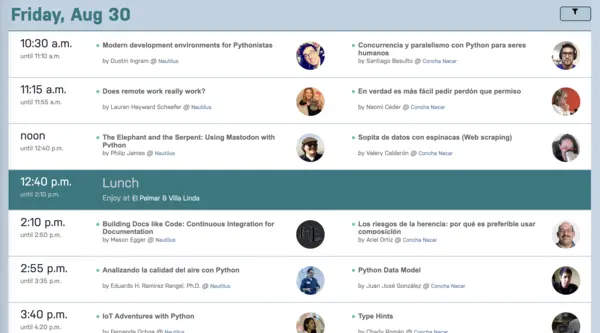 Friday, Aug 30
10:30 a.m.
until 11:10 a.m.
Modern development environments for Pythonistas
by Dustin Ingram @ Nautilus
Concurrencia y paralelismo con Python para seres
humanos
by Santiago Basulto @ Concha Nacar
11:15 a.m.
until 11:55 a.m.
Does remote work really work?
by Lauren Hayward Schaefer @ Nautilus
En verdad es más fácil pedir perdón que permiso
by Naomi Ceder @ Concha Nacar
noon
until 12:40 p.m.
The Elephant and the Serpent: Using Mastodon with
Python
by Philip James @ Nautilus
Sopita de datos con espinacas (Web scraping)
by Valery Calderón @ Concha Nacar
12:40 p.m.
until 2:10 p.m.
Lunch
Enjoy at El Palmar & Villa Linda
2:10 p.m.
until 2:50 p.m.
Building Docs like Code: Continuous Integration for
Documentation
by Mason Egger @ Nautilus
Los riesgos de la herencia: por qué es preferible usar
composición
by Ariel Ortiz @ Concha Nacar
2:55 p.m.
until 3:35 p.m.
Analizando la calidad del aire con Python
by Eduardo H. Ramirez Rangel, Ph.D. @ Nautilus
Python Data Model
by Juan José González @ Concha Nacar
3:40 p.m.
until 4:20 p.m.
IoT Adventures with Python
by Fernanda Ochoa @ Nautilus
Type Hints
by Charly Román @ Concha Nacar